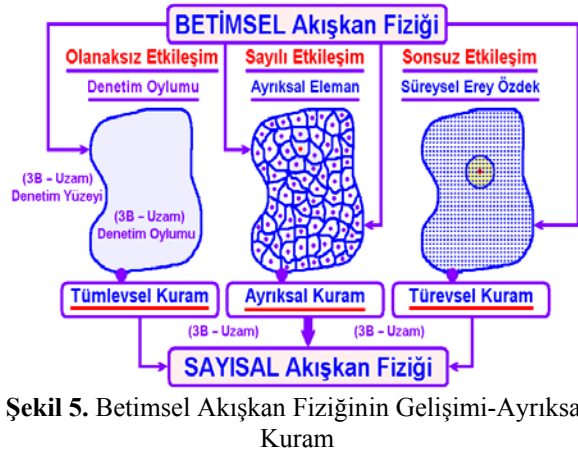 BETİMSEL Akışkan Fiziği
Olanaksız Etkileşim
Sayılı Etkileşim
Sonsuz Etkileşim
Denetim Oylumu
Ayrıksal Eleman
Süreysel Erey Özdek
(3B – Uzam)
Denetim Yüzeyi
(3B – Uzam)
Denetim Oylumu
Tümlevsel Kuram
Ayrıksal Kuram
Türevsel Kuram
(3B – Uzam)
(3B – Uzam)
SAYISAL Akışkan Fiziği
Şekil 5. Betimsel Akışkan Fiziğinin Gelişimi-Ayrıksa
Kuram